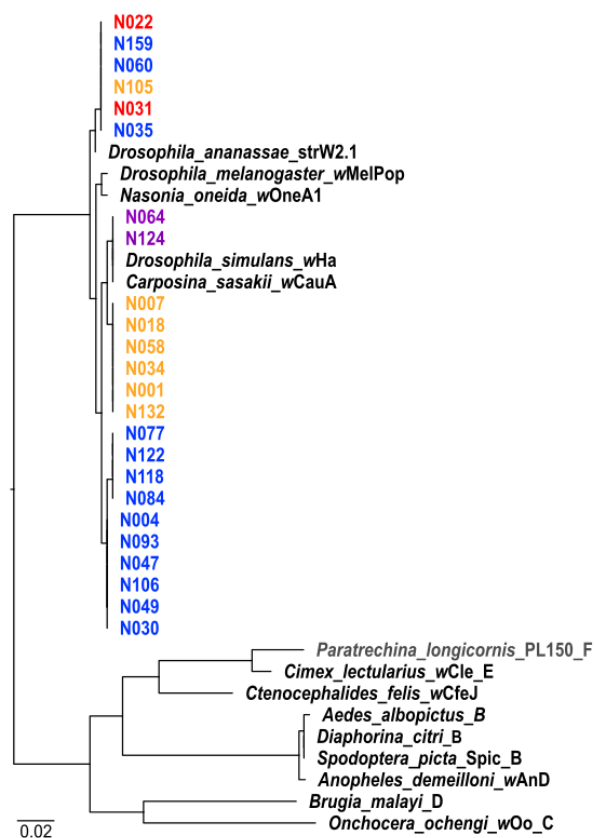 N022
N159
N060
N105
N031
N035
Drosophila_ananassae_strW2.1
Drosophila_melanogaster_wMelPop
Nasonia_oneida_wOneA1
N064
N124
Drosophila_simulans_wHa
Carposina_sasakii_wCauA
N007
N018
N058
N034
N001
N132
N077
N122
N118
N084
N004
N093
N047
N106
N049
N030
Paratrechina_longicornis_PL150_F
Cimex_lectularius_wCle_E
Ctenocephalides_felis_wCfeJ
Aedes_albopictus_B
Diaphorina_citri_B
Spodoptera_picta_Spic_B
Anopheles_demeilloni_wAnD
Brugia_malayi_D
Onchocera_ochengi_wOo_C
0.02